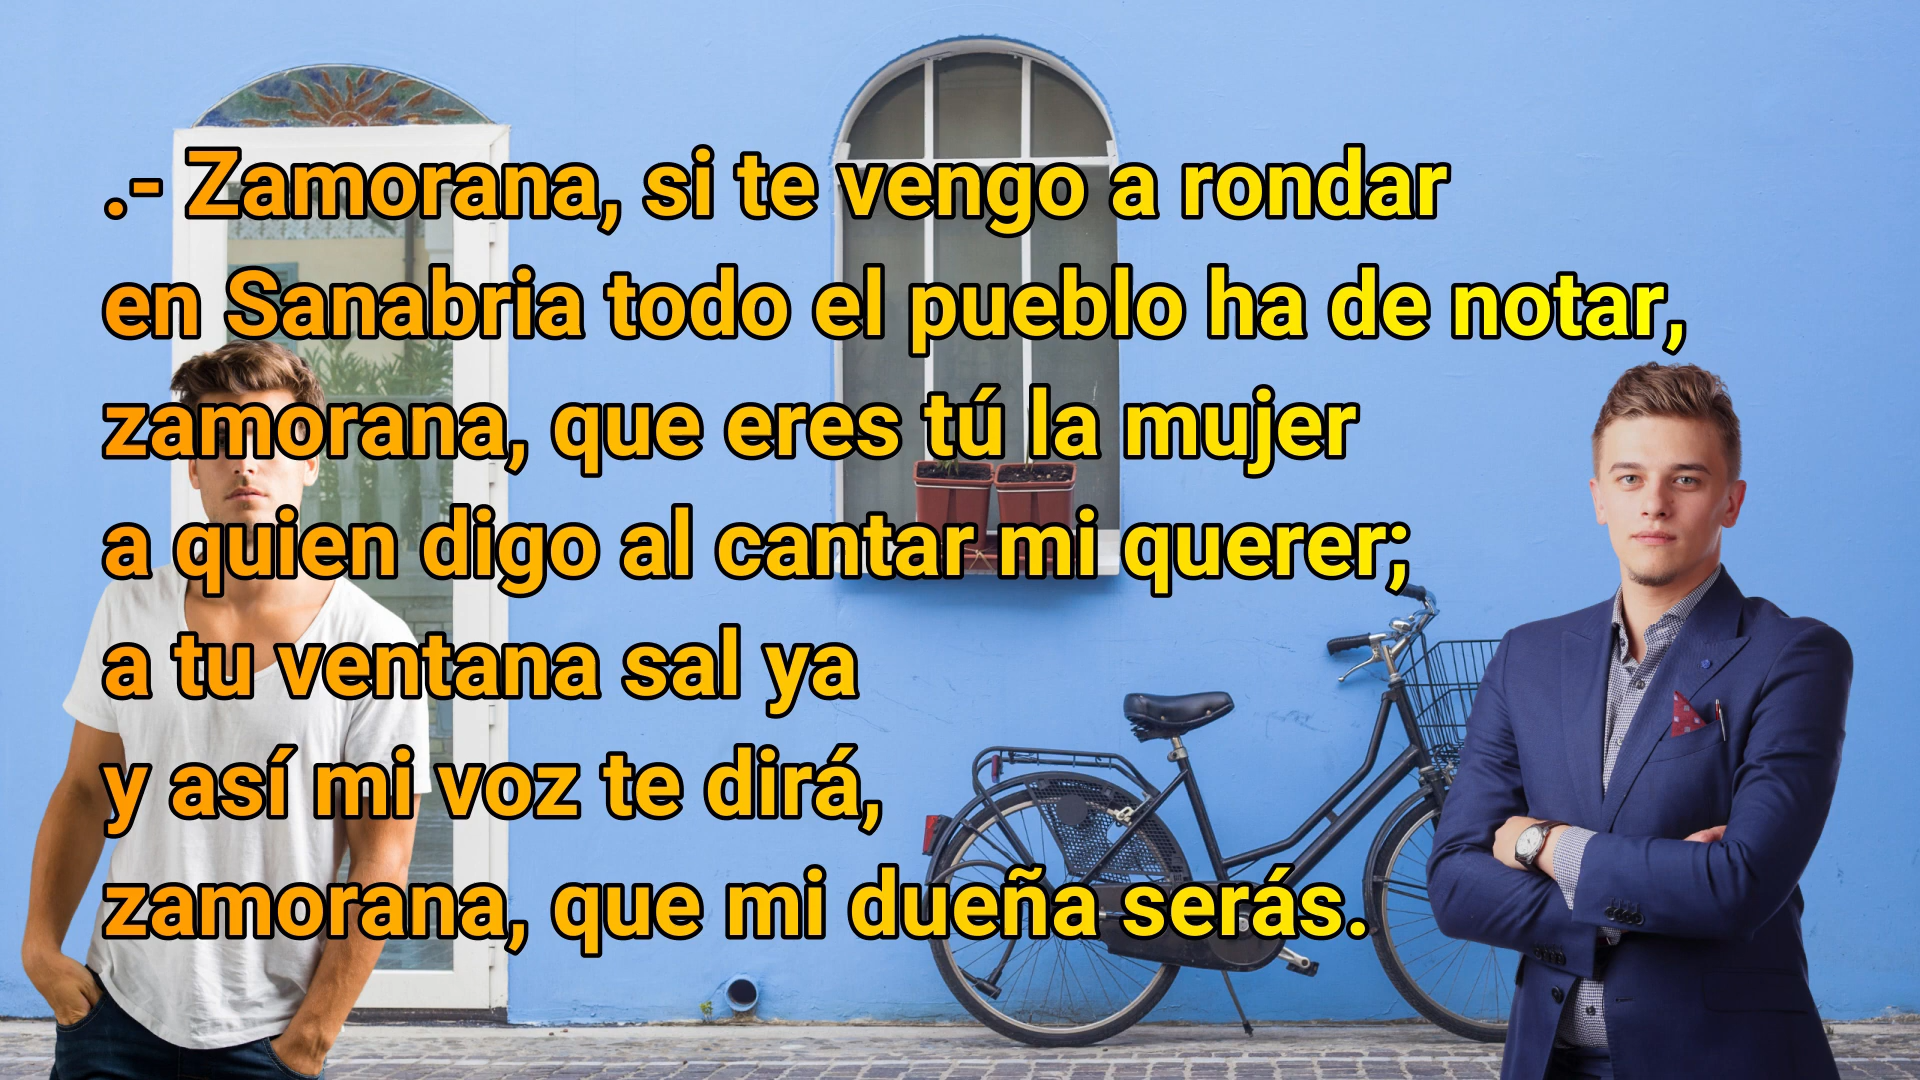 .- Zamorana, si te vengo a rondar
en Sanabria todo el pueblo ha de notar,
zamorana, que eres tú la mujer
a quien digo al cantar mi querer;
a tu ventana sal ya
y así mi voz te dirá,
zamorana, que mi dueña serás.